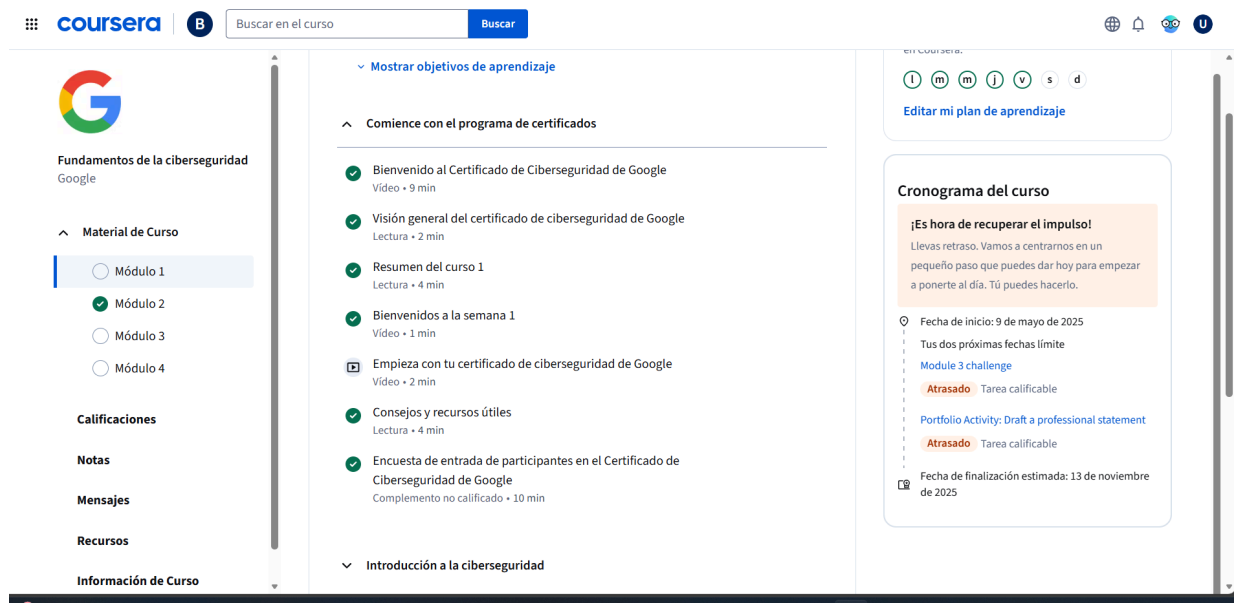 coursera
B
Buscar en el curso
Buscar
U
Fundamentos de la ciberseguridad
Google
Material de Curso
Módulo 1
Módulo 2
Módulo 3
Módulo 4
Calificaciones
Notas
Mensajes
Recursos
Información de Curso
Mostrar objetivos de aprendizaje
Comience con el programa de certificados
Bienvenido al Certificado de Ciberseguridad de Google
Vídeo • 9 min
Visión general del certificado de ciberseguridad de Google
Lectura • 2 min
Resumen del curso 1
Lectura • 4 min
Bienvenidos a la semana 1
Vídeo • 1 min
Empieza con tu certificado de ciberseguridad de Google
Vídeo • 2 min
Consejos y recursos útiles
Lectura • 4 min
Encuesta de entrada de participantes en el Certificado de
Ciberseguridad de Google
Complemento no calificado • 10 min
Introducción a la ciberseguridad
en Coursera.
l m m j v s d
Editar mi plan de aprendizaje
Cronograma del curso
¡Es hora de recuperar el impulso!
Llevas retraso. Vamos a centrarnos en un
pequeño paso que puedes dar hoy para empezar
a ponerte al día. Tú puedes hacerlo.
Fecha de inicio: 9 de mayo de 2025
Tus dos próximas fechas límite
Module 3 challenge
Atrasado Tarea calificable
Portfolio Activity: Draft a professional statement
Atrasado Tarea calificable
Fecha de finalización estimada: 13 de noviembre
de 2025